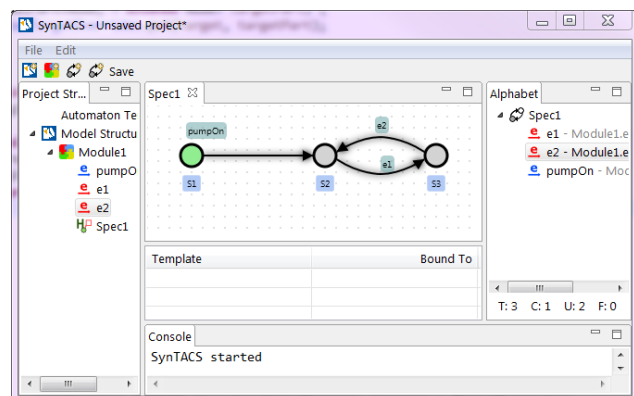 SynTACS - Unsaved Project*
File Edit
Save
Project Str...
Automaton Te
Model Structu
Module1
pumpO
e1
e2
Spec1
Spec1
pumpOn
e2
e1
S1
S2
S3
Template Bound To
Console
SynTACS started
Alphabet
Spec1
e1 - Module1.e
e2 - Module1.e
pumpOn - Moc
T: 3 C: 1 U: 2 F: 0